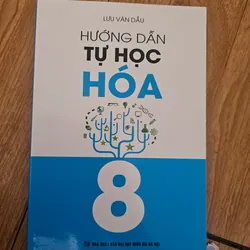 LƯU VĂN DẦU
HƯỚNG DẪN
TỰ HỌC
HÓA
8